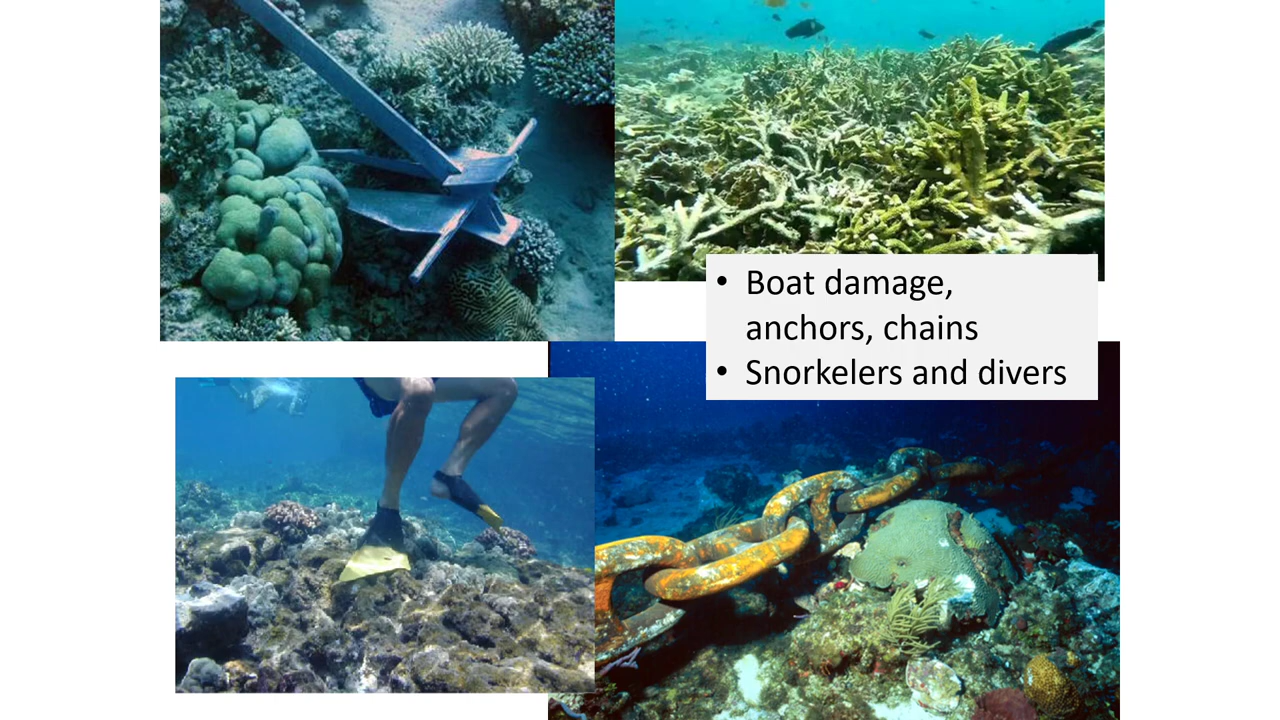 • Boat damage,
anchors, chains
• Snorkelers and divers